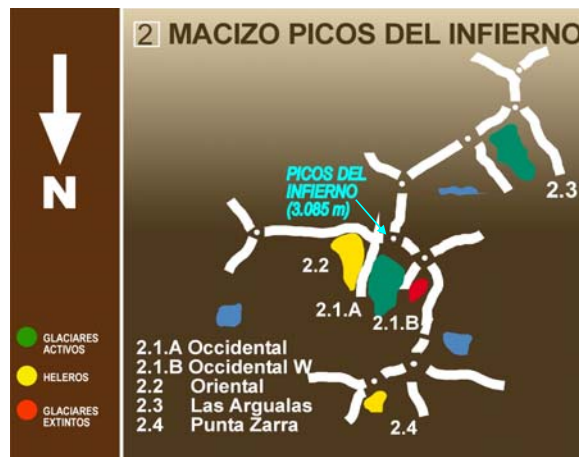 2 MACIZO PICOS DEL INFIERNO
N
PICOS DEL
INFIERNO
(3.085 m)
2.3
2.2
2.1.A
2.1.B
2.4
GLACIARES
ACTIVOS
HELEROS
GLACIARES
EXTINTOS
2.1.A Occidental
2.1.B Occidental W
2.2 Oriental
2.3 Las Argualas
2.4 Punta Zarra